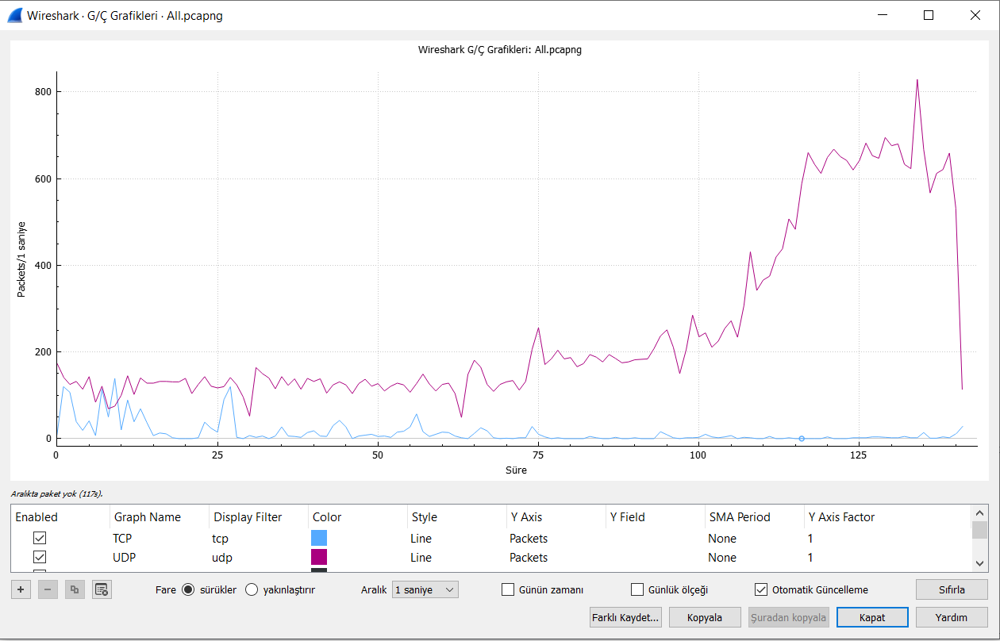 Wireshark · G/Ç Grafikleri · All.pcapng
Wireshark G/Ç Grafikleri: All.pcapng
800
600
400
200
0
Packets/1 saniye
0 25 50 75 100 125
Süre
Aralıkta paket yok (117s).
Enabled Graph Name Display Filter Color Style Y Axis Y Field SMA Period Y Axis Factor
TCP tcp Line Packets None 1
UDP udp Line Packets None 1
Fare sürükler yakınlaştırır Aralık 1 saniye Günün zamanı Günlük ölçeği Otomatik Güncelleme Sıfırla
Farklı Kaydet... Kopyala Şuradan kopyala Kapat Yardım